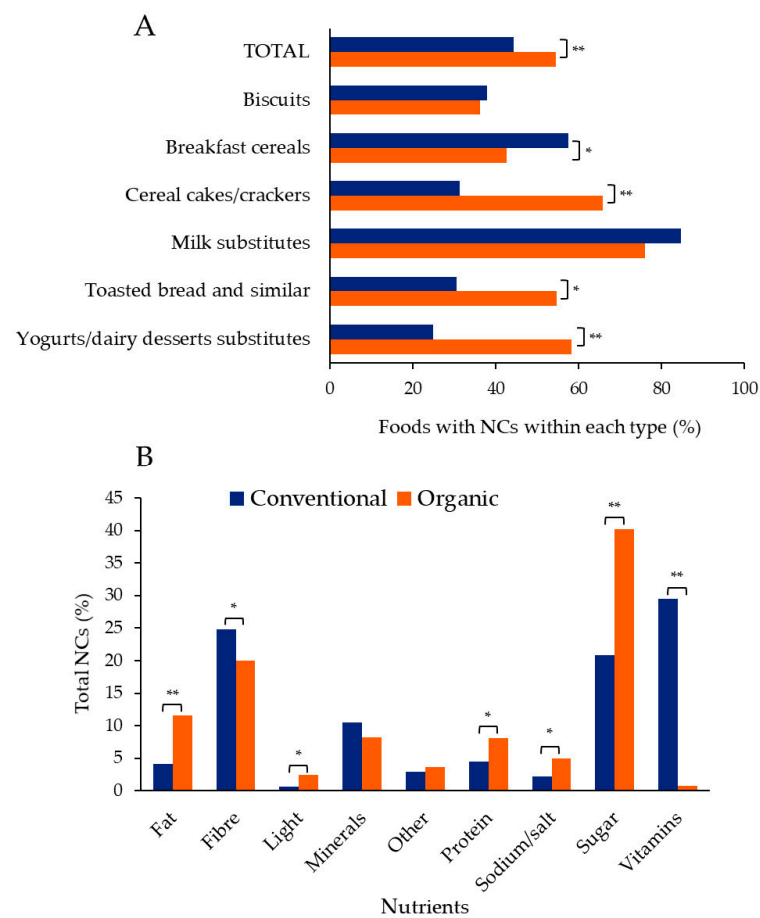 A
TOTAL
**
Biscuits
Breakfast cereals
*
Cereal cakes/crackers
**
Milk substitutes
Toasted bread and similar
*
Yogurts/dairy desserts substitutes
**
0 20 40 60 80 100
Foods with NCs within each type (%)
B
Conventional Organic
Total NCs (%)
45
40
35
30
25
20
15
10
5
0
**
*
*
*
*
**
**
Fat Fibre Light Minerals Other Protein Sodium/salt Sugar Vitamins
Nutrients